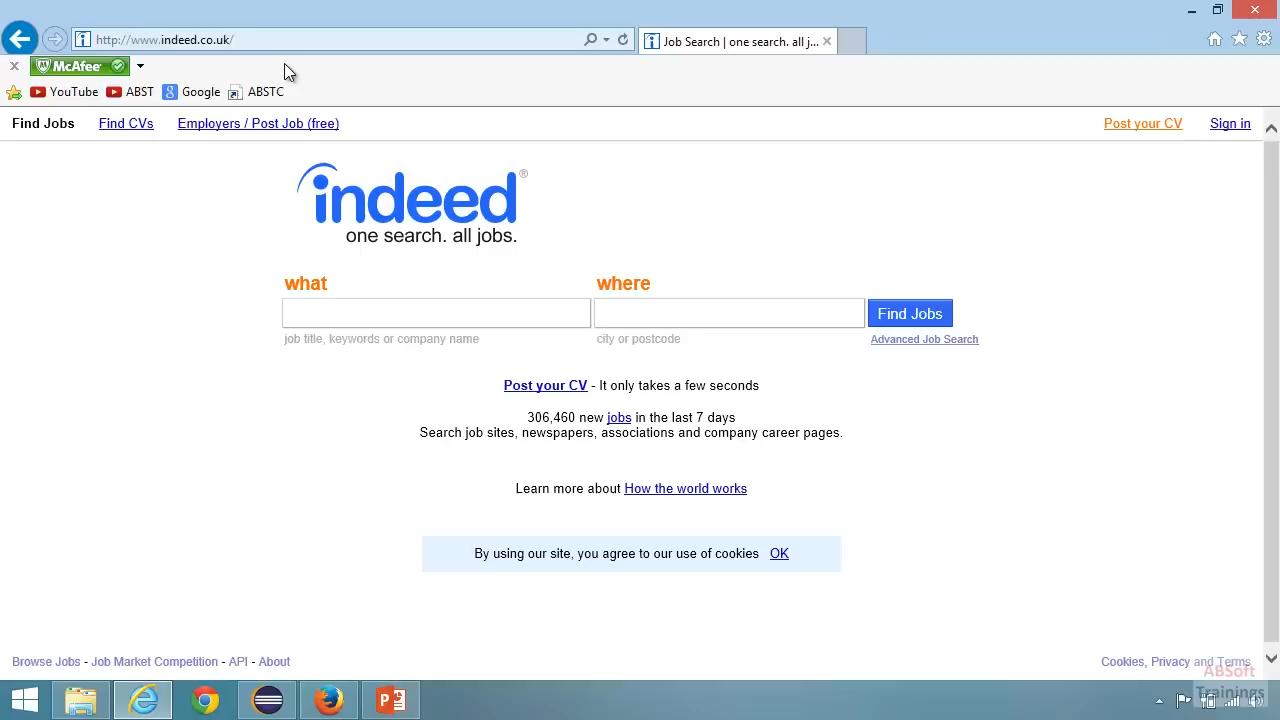 http://www.indeed.co.uk/
Job Search | one search. all j...
McAfee
YouTube ABST Google ABSTC
Find Jobs Find CVs Employers / Post Job (free) Post your CV Sign in
indeed®
one search. all jobs.
what where
Find Jobs
job title, keywords or company name city or postcode Advanced Job Search
Post your CV - It only takes a few seconds
306,460 new jobs in the last 7 days
Search job sites, newspapers, associations and company career pages.
Learn more about How the world works
By using our site, you agree to our use of cookies OK
Browse Jobs - Job Market Competition - API - About Cookies, Privacy and Terms
ABSoft
Trainings